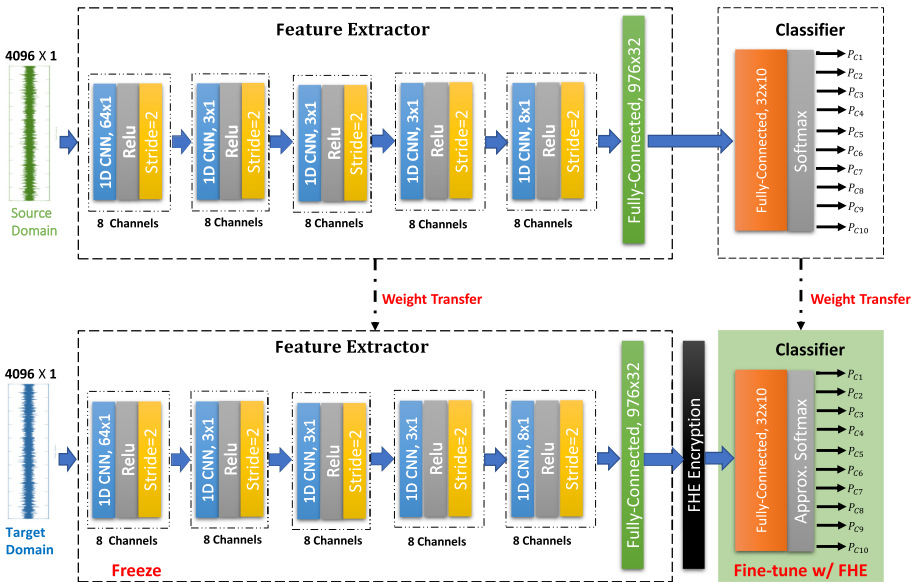 Feature Extractor
Classifier
4096 X 1
1D CNN, 64x1
Relu
Stride=2
8 Channels
1D CNN, 3x1
Relu
Stride=2
8 Channels
1D CNN, 3x1
Relu
Stride=2
8 Channels
1D CNN, 3x1
Relu
Stride=2
8 Channels
1D CNN, 8x1
Relu
Stride=2
8 Channels
Fully-Connected, 976x32
Fully-Connected, 32x10
Softmax
PC1
PC2
PC3
PC4
PC5
PC6
PC7
PC8
PC9
PC10
Source
Domain
Weight Transfer
Weight Transfer
Feature Extractor
Classifier
4096 X 1
1D CNN, 64x1
Relu
Stride=2
8 Channels
1D CNN, 3x1
Relu
Stride=2
8 Channels
1D CNN, 3x1
Relu
Stride=2
8 Channels
1D CNN, 3x1
Relu
Stride=2
8 Channels
1D CNN, 8x1
Relu
Stride=2
8 Channels
Fully-Connected, 976x32
FHE Encryption
Fully-Connected, 32x10
Approx. Softmax
PC1
PC2
PC3
PC4
PC5
PC6
PC7
PC8
PC9
PC10
Target
Domain
Freeze
Fine-tune w/ FHE